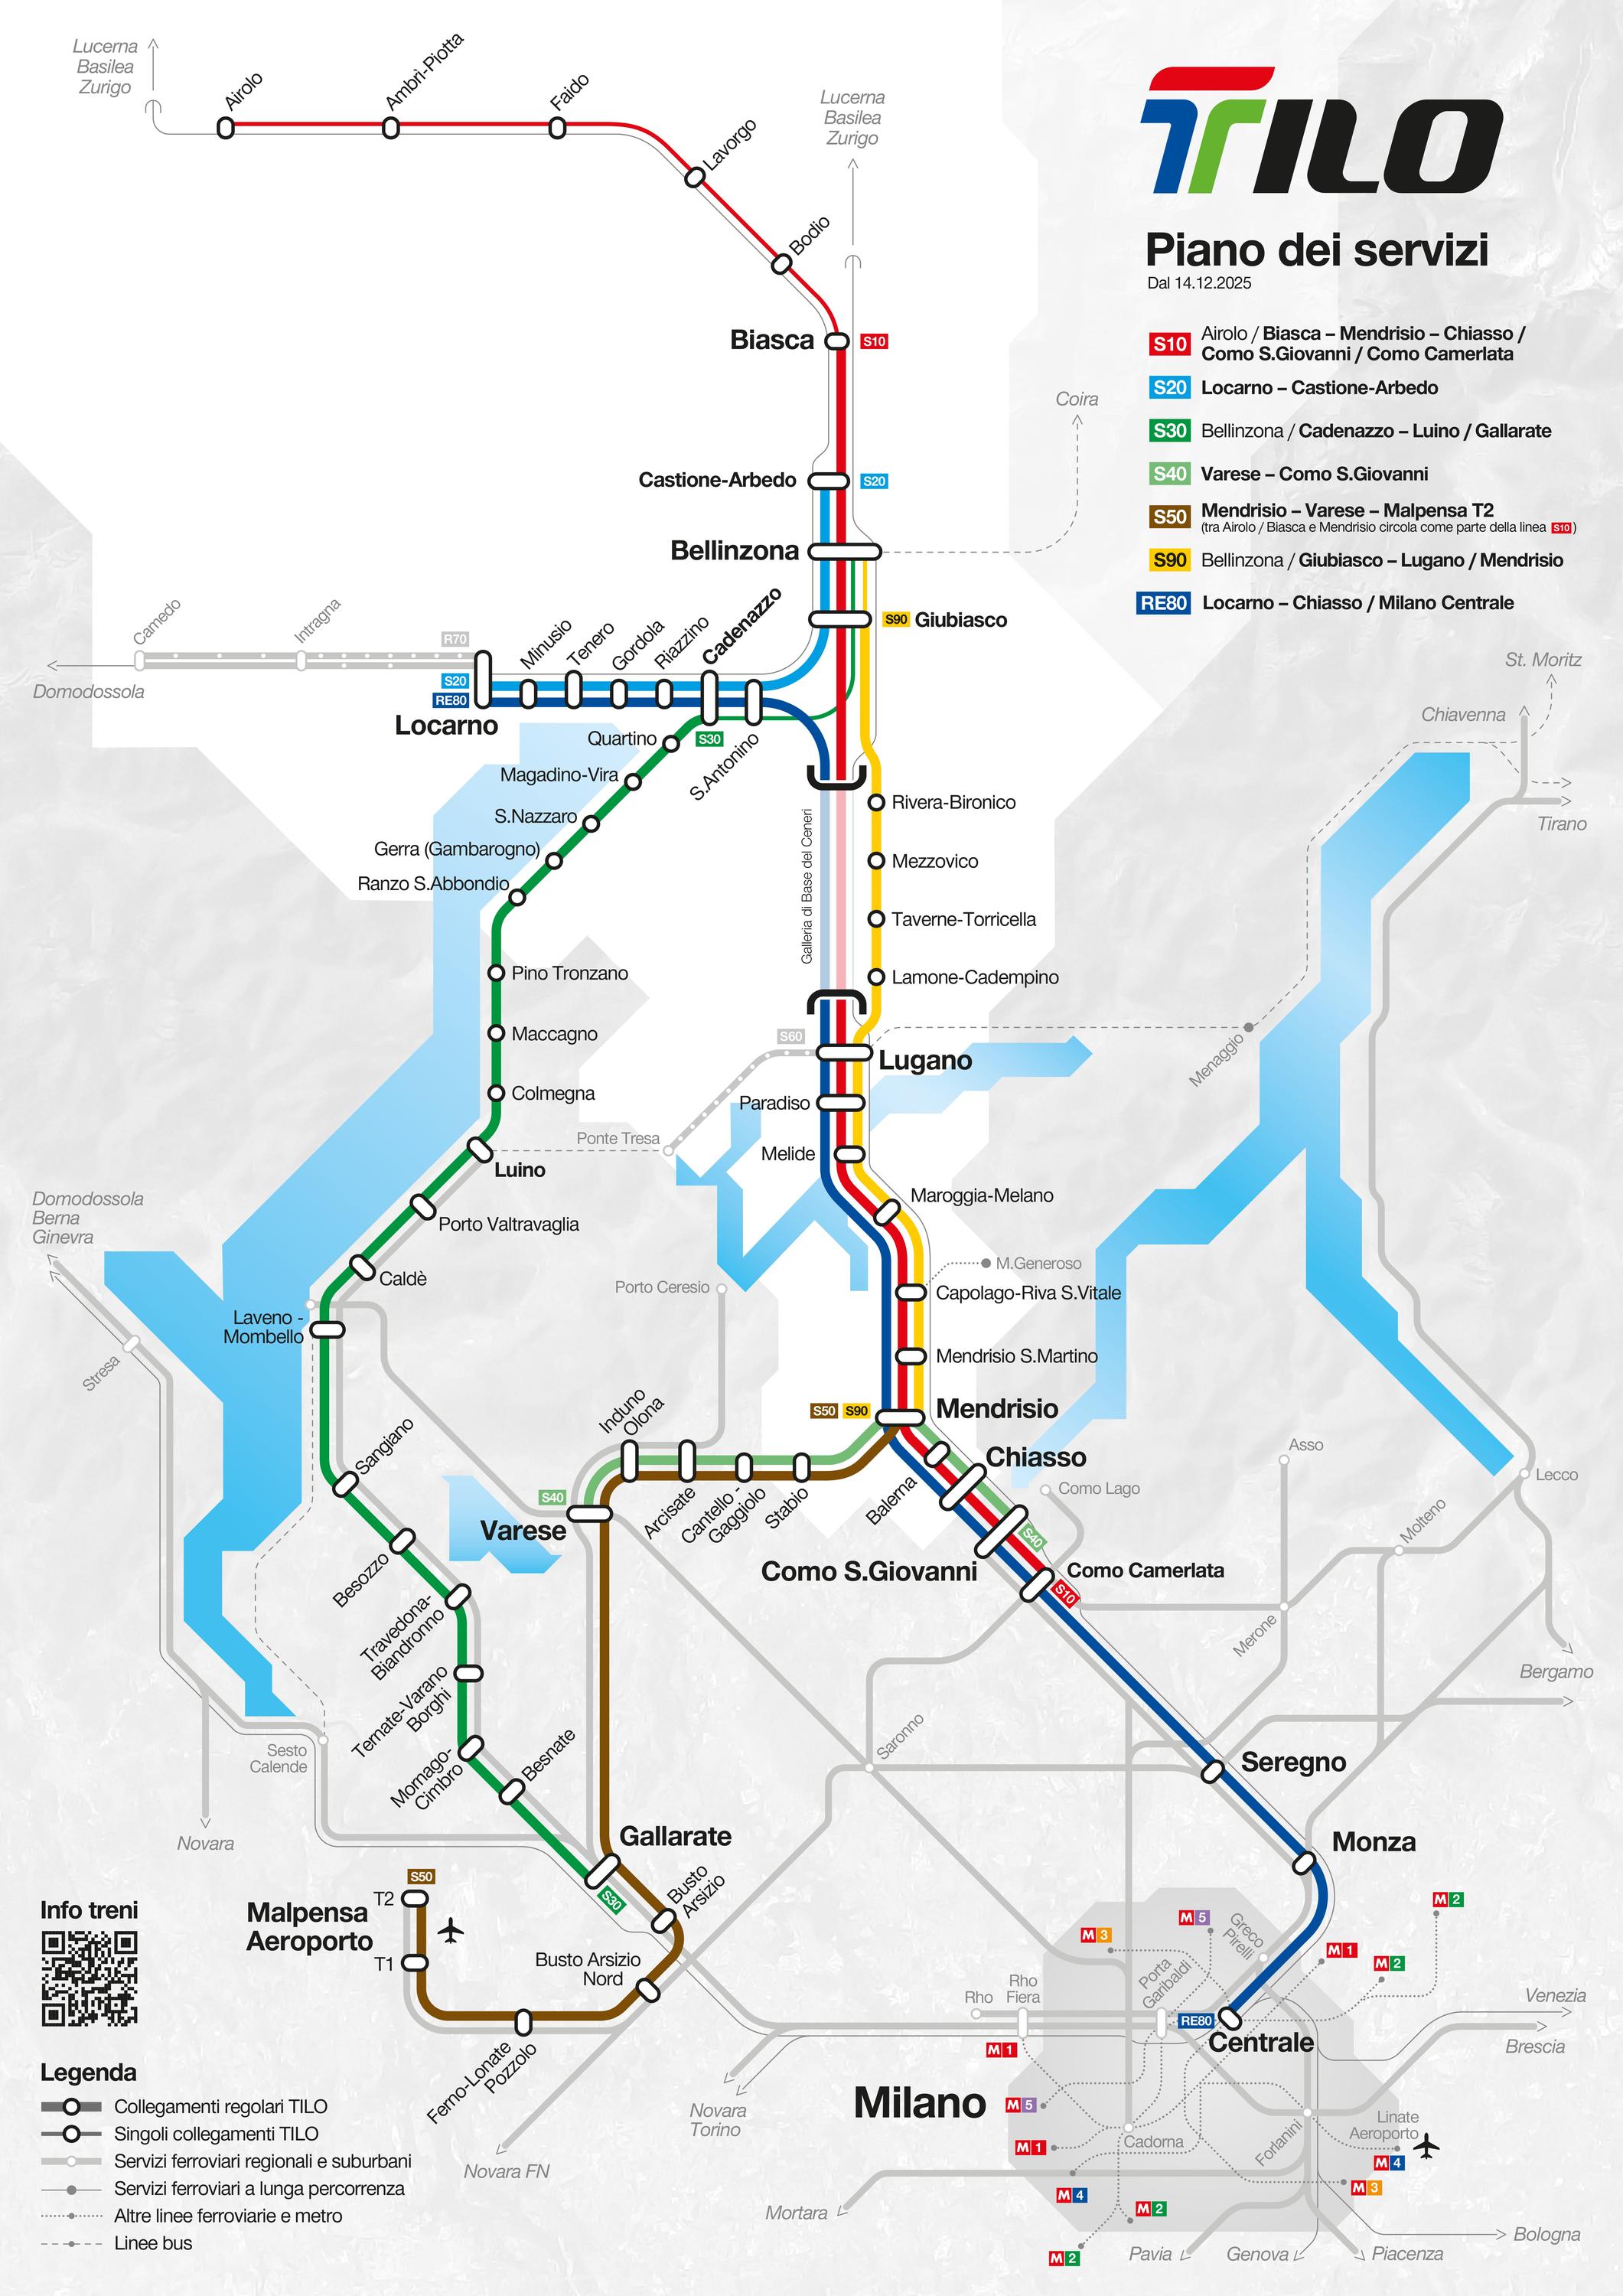 Lucerna
Basilea
Zurigo
Airolo
Ambrì-Piotta
Faido
Lavorgo
Bodio
Lucerna
Basilea
Zurigo
TILO
Piano dei servizi
Dal 14.12.2025
S10 Airolo / Biasca – Mendrisio – Chiasso /
Como S.Giovanni / Como Camerlata
S20 Locarno – Castione-Arbedo
S30 Bellinzona / Cadenazzo – Luino / Gallarate
S40 Varese – Como S.Giovanni
S50 Mendrisio – Varese – Malpensa T2
(tra Airolo / Biasca e Mendrisio circola come parte della linea S10)
S90 Bellinzona / Giubiasco – Lugano / Mendrisio
RE80 Locarno – Chiasso / Milano Centrale
Biasca
S10
Coira
Castione-Arbedo
S20
Bellinzona
S90 Giubiasco
Camedo
Intragna
R70
Domodossola
S20
RE80
Locarno
Minusio
Tenero
Gordola
Riazzino
Cadenazzo
S30
S.Antonino
Quartino
Magadino-Vira
S.Nazzaro
Gerra (Gambarogno)
Ranzo S.Abbondio
Pino Tronzano
Maccagno
Colmegna
Luino
Porto Valtravaglia
Caldè
Laveno -
Mombello
Galleria di Base del Ceneri
Rivera-Bironico
Mezzovico
Taverne-Torricella
Lamone-Cadempino
St. Moritz
Chiavenna
Tirano
Menaggio
S60
Lugano
Paradiso
Ponte Tresa
Melide
Maroggia-Melano
M.Generoso
Capolago-Riva S.Vitale
Mendrisio S.Martino
Porto Ceresio
Domodossola
Berna
Ginevra
Stresa
S50 S90
Mendrisio
Induno
Olona
Arcisate
Cantello -
Gaggiolo
Stabio
S40
Varese
Balerna
Chiasso
Como S.Giovanni
S40
Como Lago
Como Camerlata
S10
Asso
Lecco
Molteno
Merone
Bergamo
Sangiano
Besozzo
Travedona-
Biandronno
Ternate-Varano
Borghi
Mornago-
Cimbro
Besnate
Sesto
Calende
Novara
Saronno
Seregno
Monza
Gallarate
S30
Busto
Arsizio
Busto Arsizio
Nord
S50
T2
Malpensa
Aeroporto
T1
Ferno-Lonate
Pozzolo
Info treni
Novara FN
Novara
Torino
Milano
Rho
Rho
Fiera
M1
M3
M5
Porta
Garibaldi
Greco
Pirelli
M1
M2
M2
RE80
Centrale
Venezia
Brescia
M5
M1
M4
M2
M2
Cadorna
Forlanini
Linate
Aeroporto
M4
M3
Mortara
Pavia
Genova
Piacenza
Bologna
Legenda
Collegamenti regolari TILO
Singoli collegamenti TILO
Servizi ferroviari regionali e suburbani
Servizi ferroviari a lunga percorrenza
Altre linee ferroviarie e metro
Linee bus